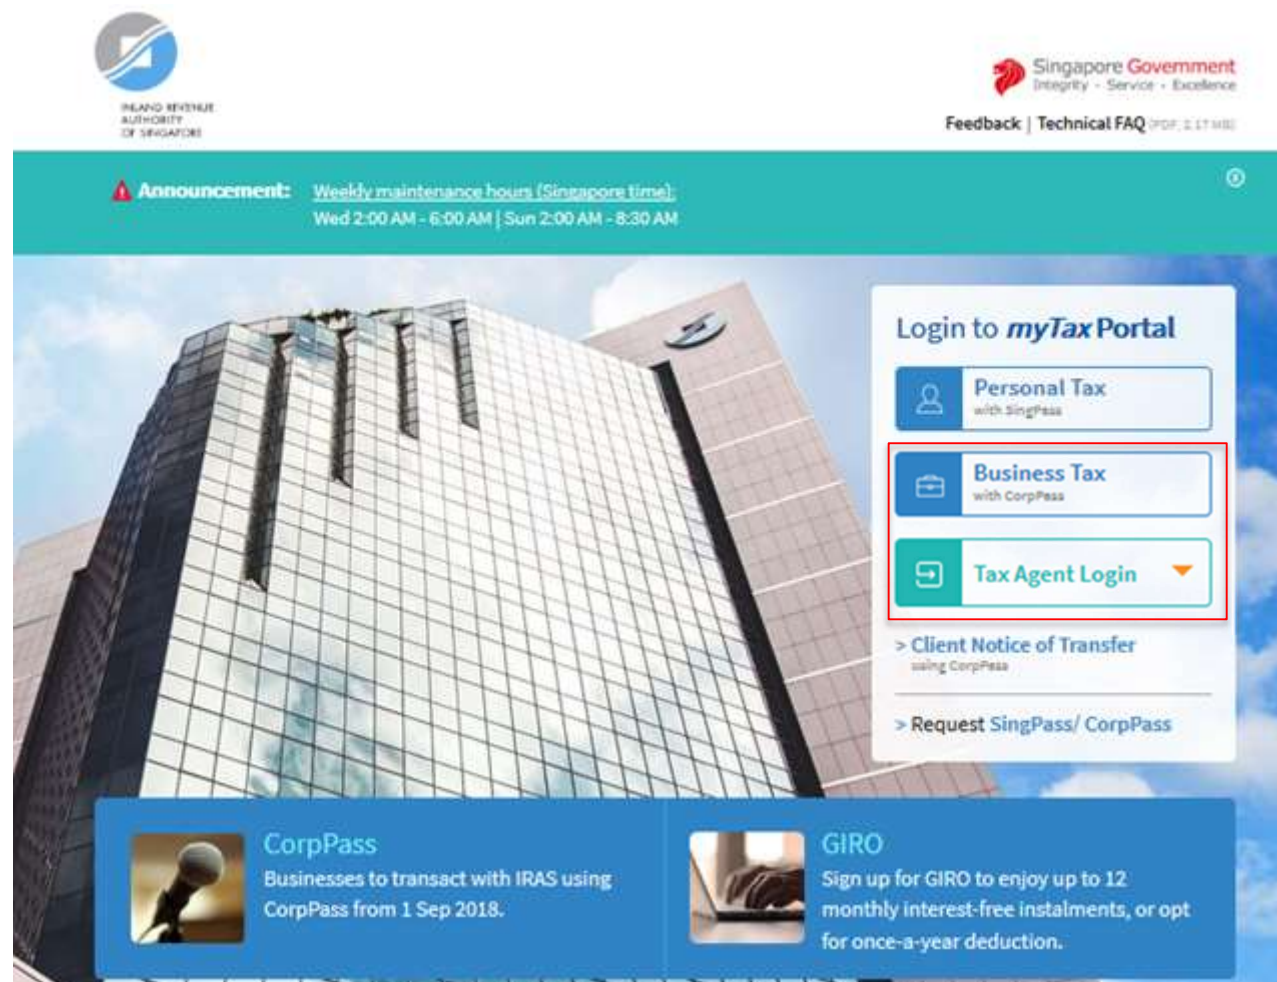 INLAND REVENUE
AUTHORITY
OF SINGAPORE
Singapore Government
Integrity - Service - Excellence
Feedback | Technical FAQ (PDF, 2.17 MB)
Announcement: Weekly maintenance hours (Singapore time):
Wed 2:00 AM - 6:00 AM | Sun 2:00 AM - 8:30 AM
Login to myTax Portal
Personal Tax
with SingPass
Business Tax
with CorpPass
Tax Agent Login
> Client Notice of Transfer
using CorpPass
> Request SingPass/ CorpPass
CorpPass
Businesses to transact with IRAS using
CorpPass from 1 Sep 2018.
GIRO
Sign up for GIRO to enjoy up to 12
monthly interest-free instalments, or opt
for once-a-year deduction.